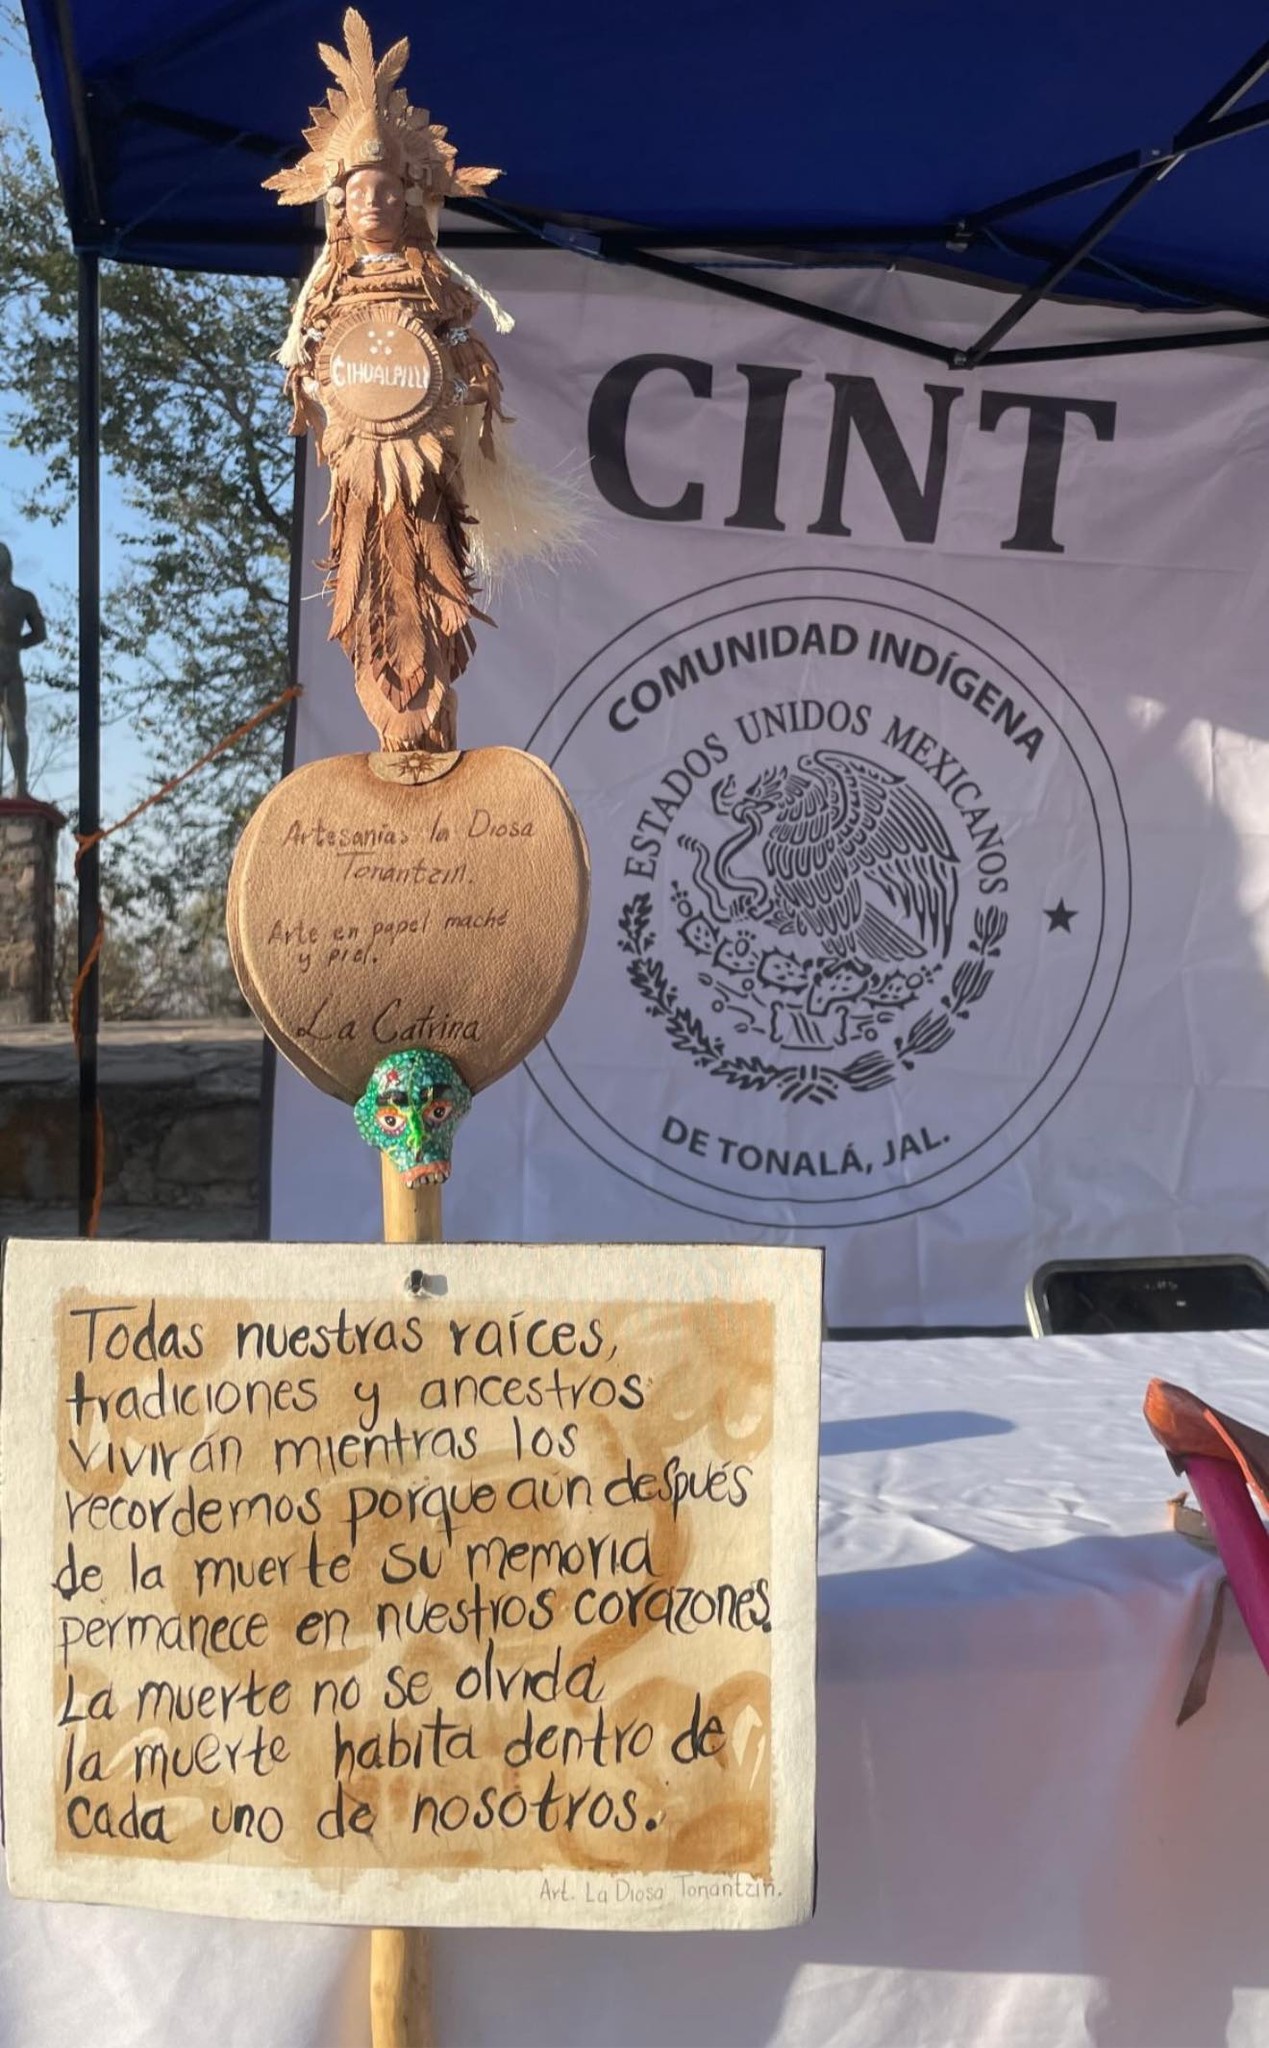 CIHUALPILLI
CINT
COMUNIDAD INDÍGENA
ESTADOS UNIDOS MEXICANOS
DE TONALÁ, JAL.
Artesanías la Diosa
Tonantzin.
Arte en papel maché
y piel.
La Catrina
Todas nuestras raíces,
tradiciones y ancestros
vivirán mientras los
recordemos porque aún después
de la muerte su memoria
permanece en nuestros corazones.
La muerte no se olvida
la muerte habita dentro de
cada uno de nosotros.
Art. La Diosa Tonantzin.